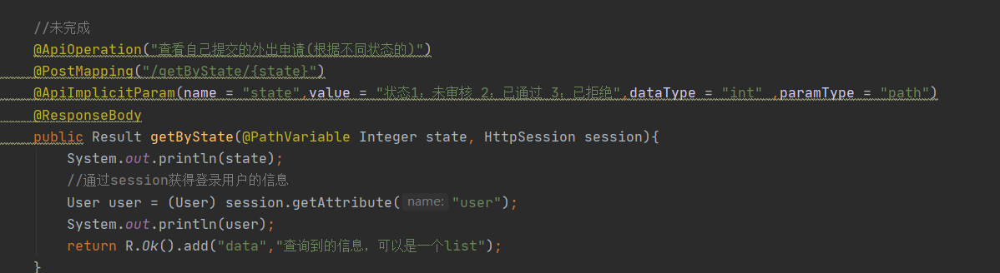 //未完成
@ApiOperation("查看自己提交的外出申请(根据不同状态的)")
@PostMapping("/getByState/{state}")
@ApiImplicitParam(name = "state",value = "状态1：未审核 2：已通过 3：已拒绝",dataType = "int" ,paramType = "path")
@ResponseBody
public Result getByState(@PathVariable Integer state, HttpSession session){
System.out.println(state);
//通过session获得登录用户的信息
User user = (User) session.getAttribute( name: "user");
System.out.println(user);
return R.Ok().add("data","查询到的信息，可以是一个list");
}